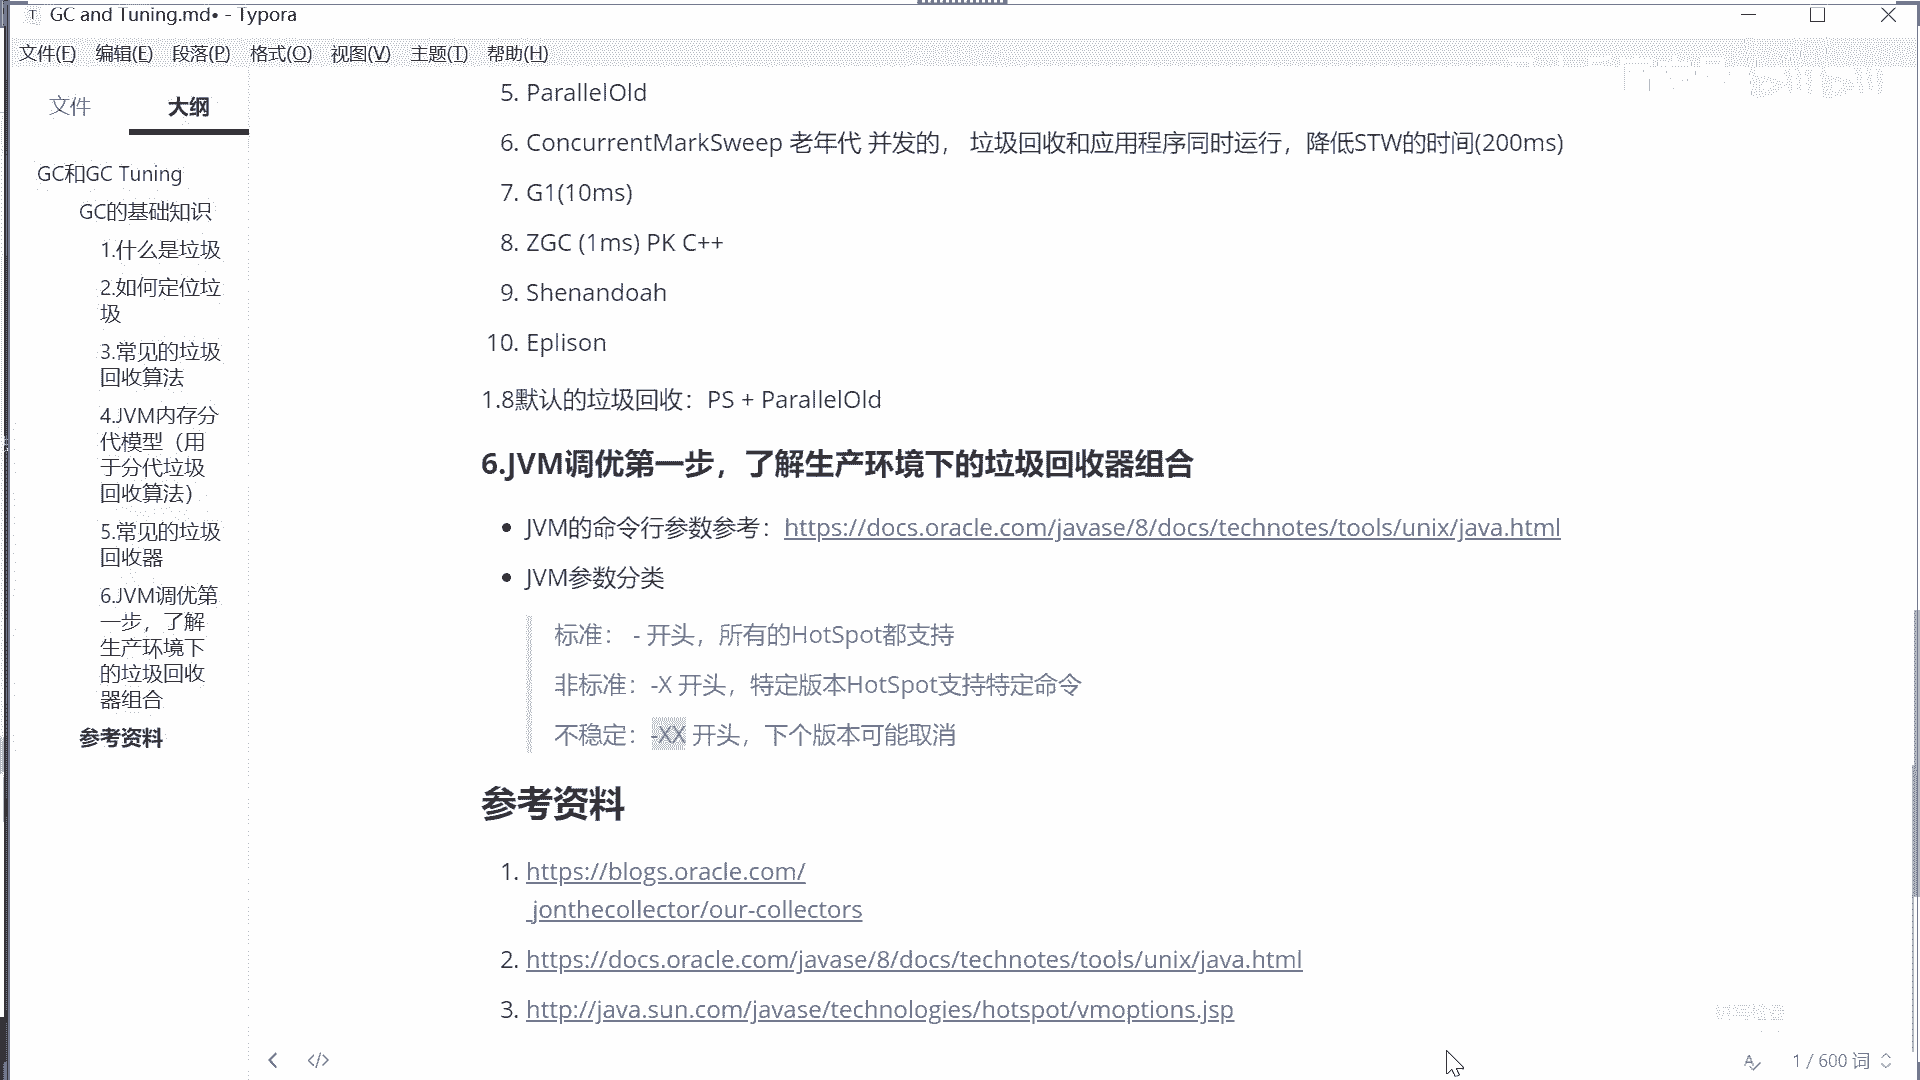 GC and Tuning.md• - Typora
文件(F) 编辑(E) 段落(P) 格式(O) 视图(V) 主题(T) 帮助(H)
文件 大纲
GC和GC Tuning
GC的基础知识
1.什么是垃圾
2.如何定位垃
圾
3.常见的垃圾
回收算法
4.JVM内存分
代模型（用
于分代垃圾
回收算法）
5.常见的垃圾
回收器
6.JVM调优第
一步，了解
生产环境下
的垃圾回收
器组合
参考资料
5. ParallelOld
6. ConcurrentMarkSweep 老年代 并发的， 垃圾回收和应用程序同时运行，降低STW的时间(200ms)
7. G1(10ms)
8. ZGC (1ms) PK C++
9. Shenandoah
10. Eplison
1.8默认的垃圾回收：PS + ParallelOld
6.JVM调优第一步，了解生产环境下的垃圾回收器组合
JVM的命令行参数参考：https://docs.oracle.com/javase/8/docs/technotes/tools/unix/java.html
JVM参数分类
标准： - 开头，所有的HotSpot都支持
非标准：-X 开头，特定版本HotSpot支持特定命令
不稳定：-XX 开头，下个版本可能取消
参考资料
1. https://blogs.oracle.com/
_jonthecollector/our-collectors
2. https://docs.oracle.com/javase/8/docs/technotes/tools/unix/java.html
3. http://java.sun.com/javase/technologies/hotspot/vmoptions.jsp
1 / 600 词